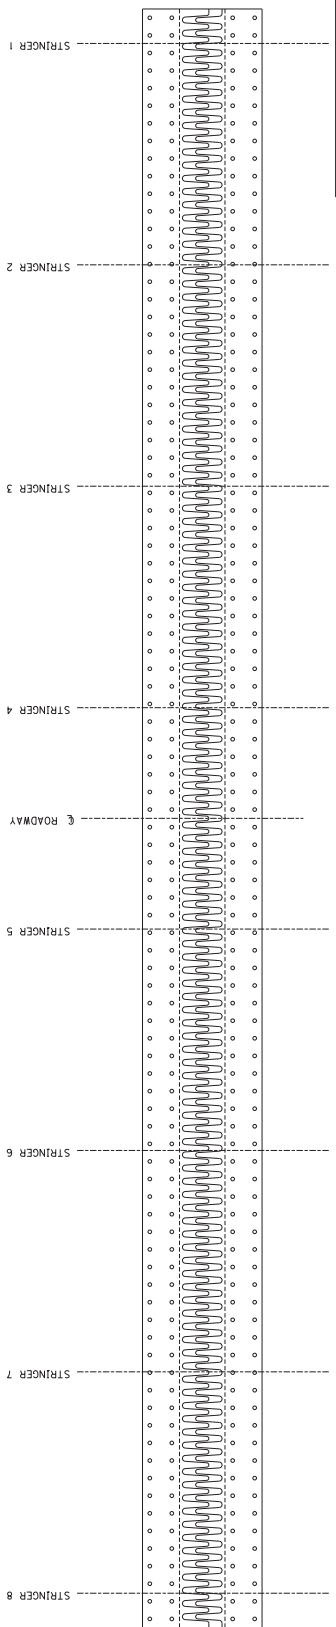 STRINGER 1
STRINGER 2
STRINGER 3
STRINGER 4
℄ ROADWAY
STRINGER 5
STRINGER 6
STRINGER 7
STRINGER 8